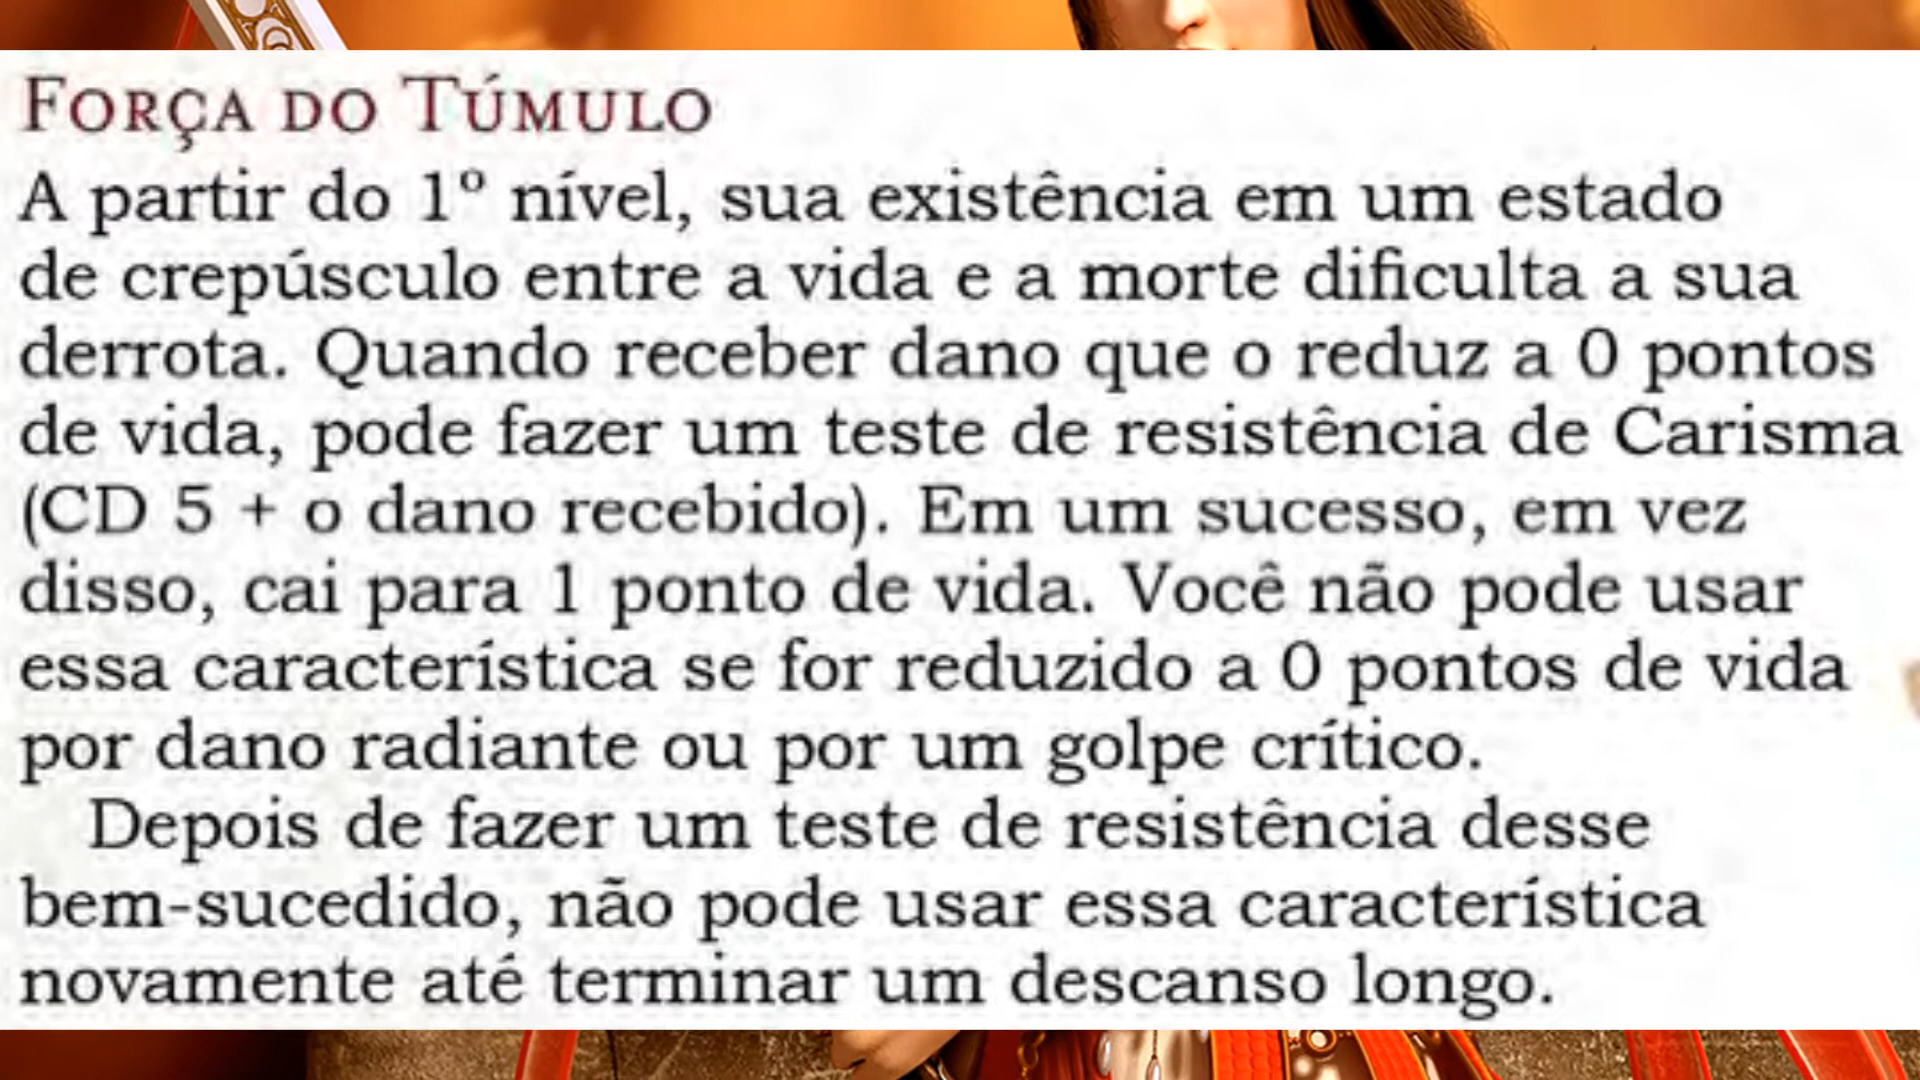 Força do Túmulo
A partir do 1º nível, sua existência em um estado
de crepúsculo entre a vida e a morte dificulta a sua
derrota. Quando receber dano que o reduz a 0 pontos
de vida, pode fazer um teste de resistência de Carisma
(CD 5 + o dano recebido). Em um sucesso, em vez
disso, cai para 1 ponto de vida. Você não pode usar
essa característica se for reduzido a 0 pontos de vida
por dano radiante ou por um golpe crítico.
Depois de fazer um teste de resistência desse
bem-sucedido, não pode usar essa característica
novamente até terminar um descanso longo.